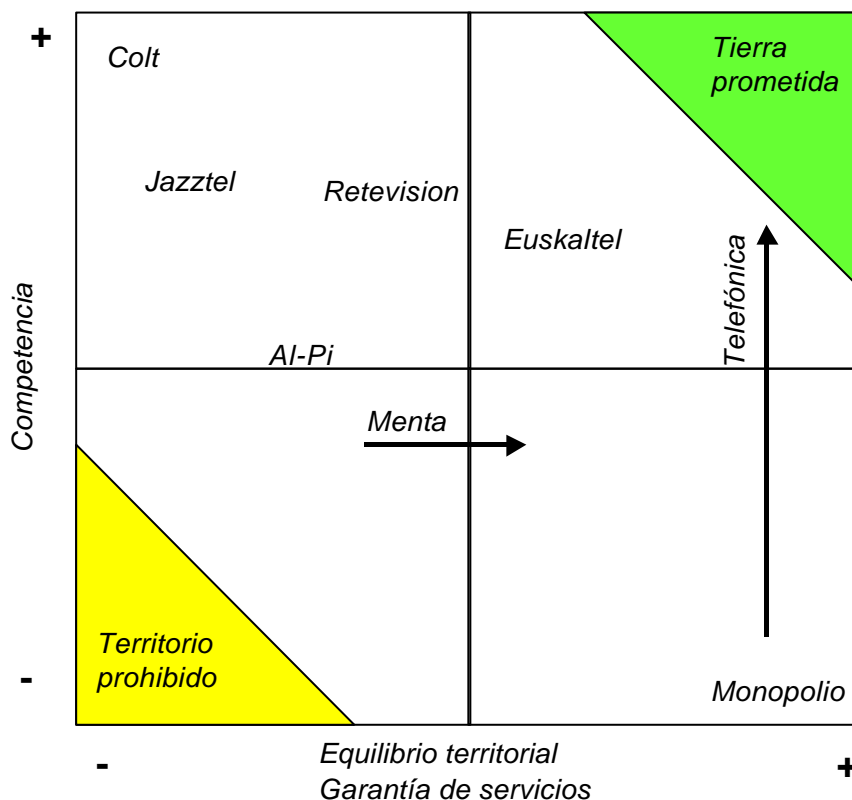 +
Colt
Tierra
prometida
Jazztel
Retevision
Euskaltel
Telefónica
Competencia
Al-Pi
Menta
Territorio
prohibido
-
Monopolio
-
Equilibrio territorial
+
Garantía de servicios